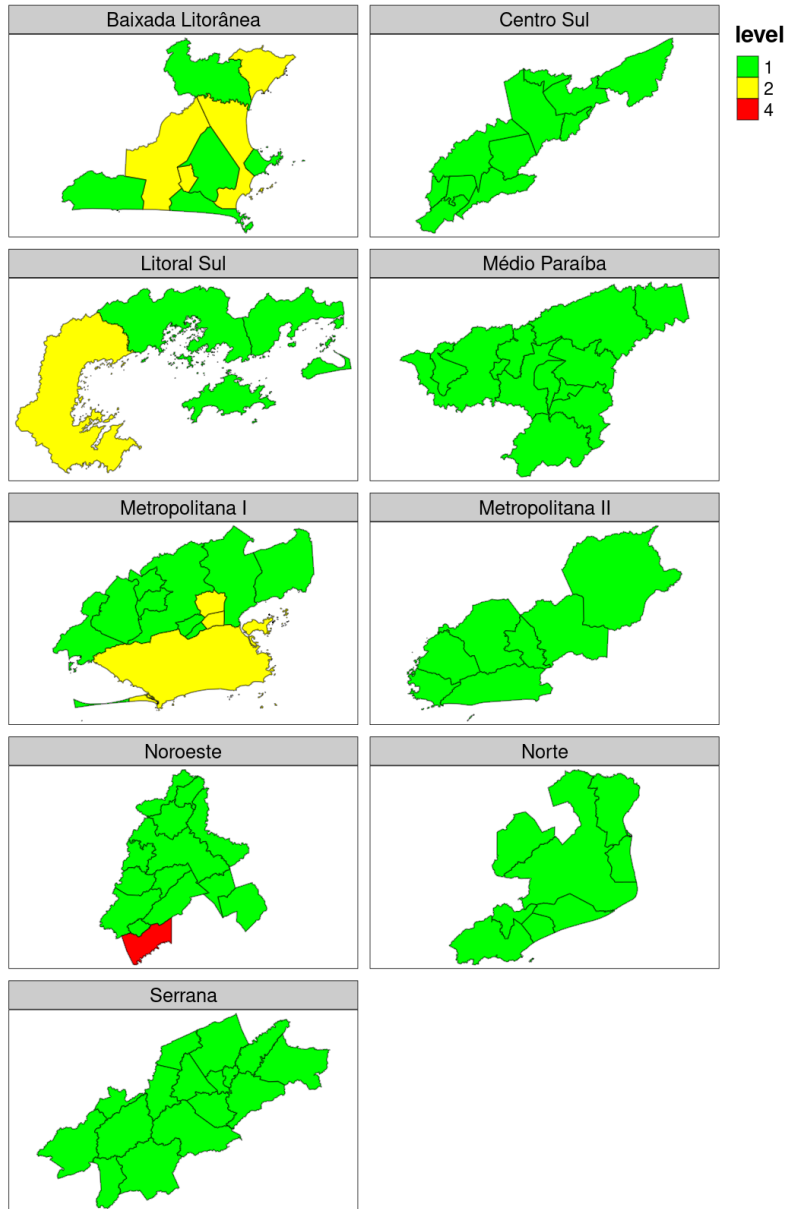 Baixada Litorânea
Centro Sul
level
1
2
4
Litoral Sul
Médio Paraíba
Metropolitana I
Metropolitana II
Noroeste
Norte
Serrana